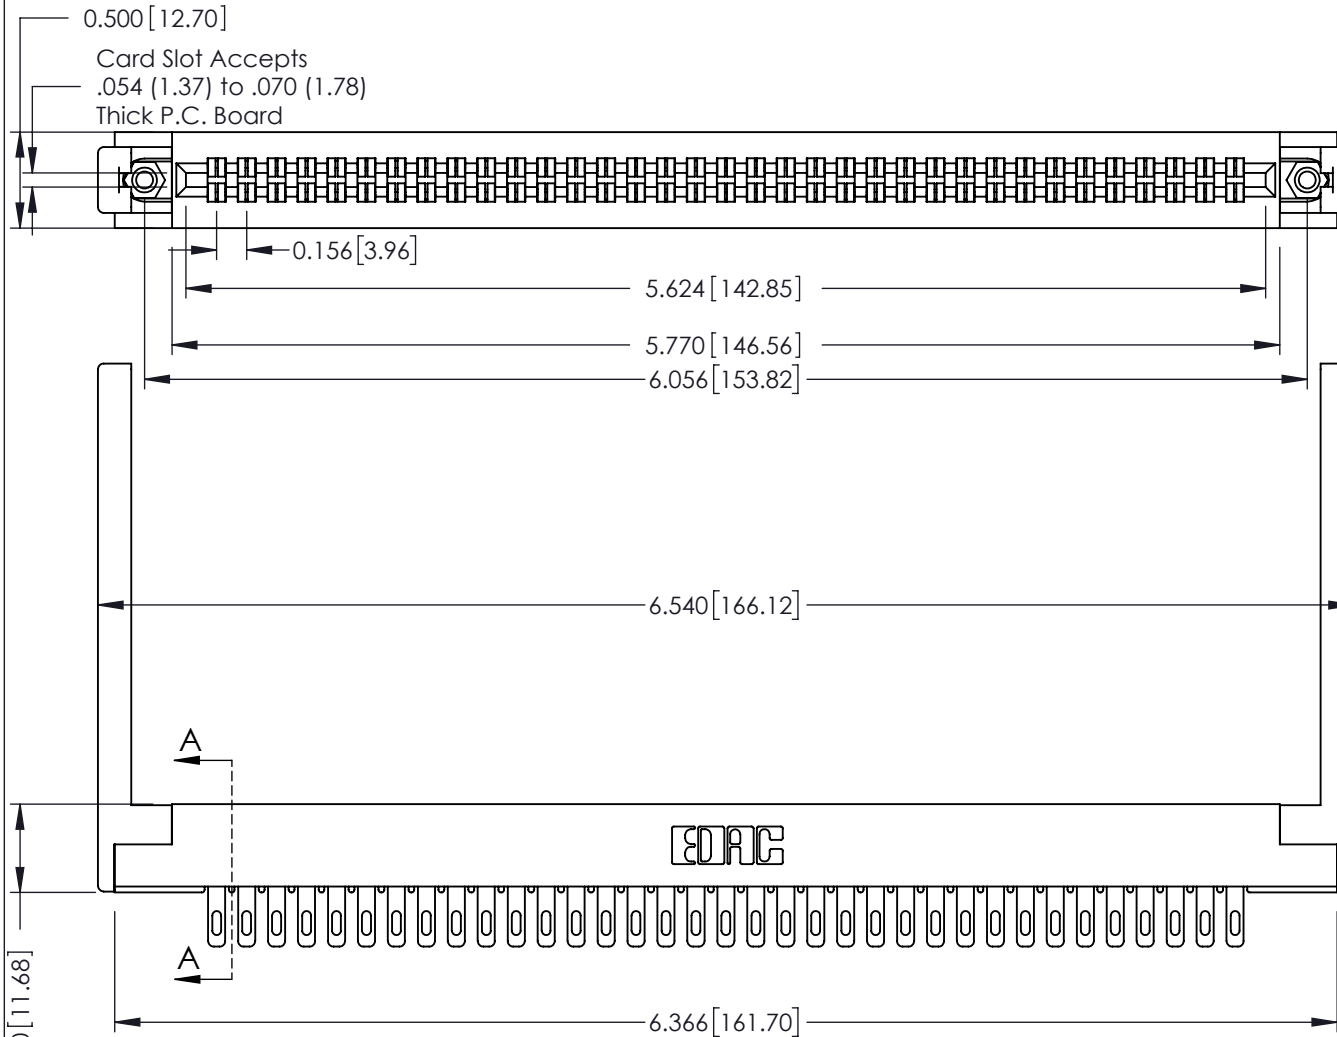 0.500 [12.70]
Card Slot Accepts
.054 (1.37) to .070 (1.78)
Thick P.C. Board
0.156 [3.96]
5.624 [142.85]
5.770 [146.56]
6.056 [153.82]
6.540 [166.12]
A
EDAC
A
[11.68]
6.366 [161.70]